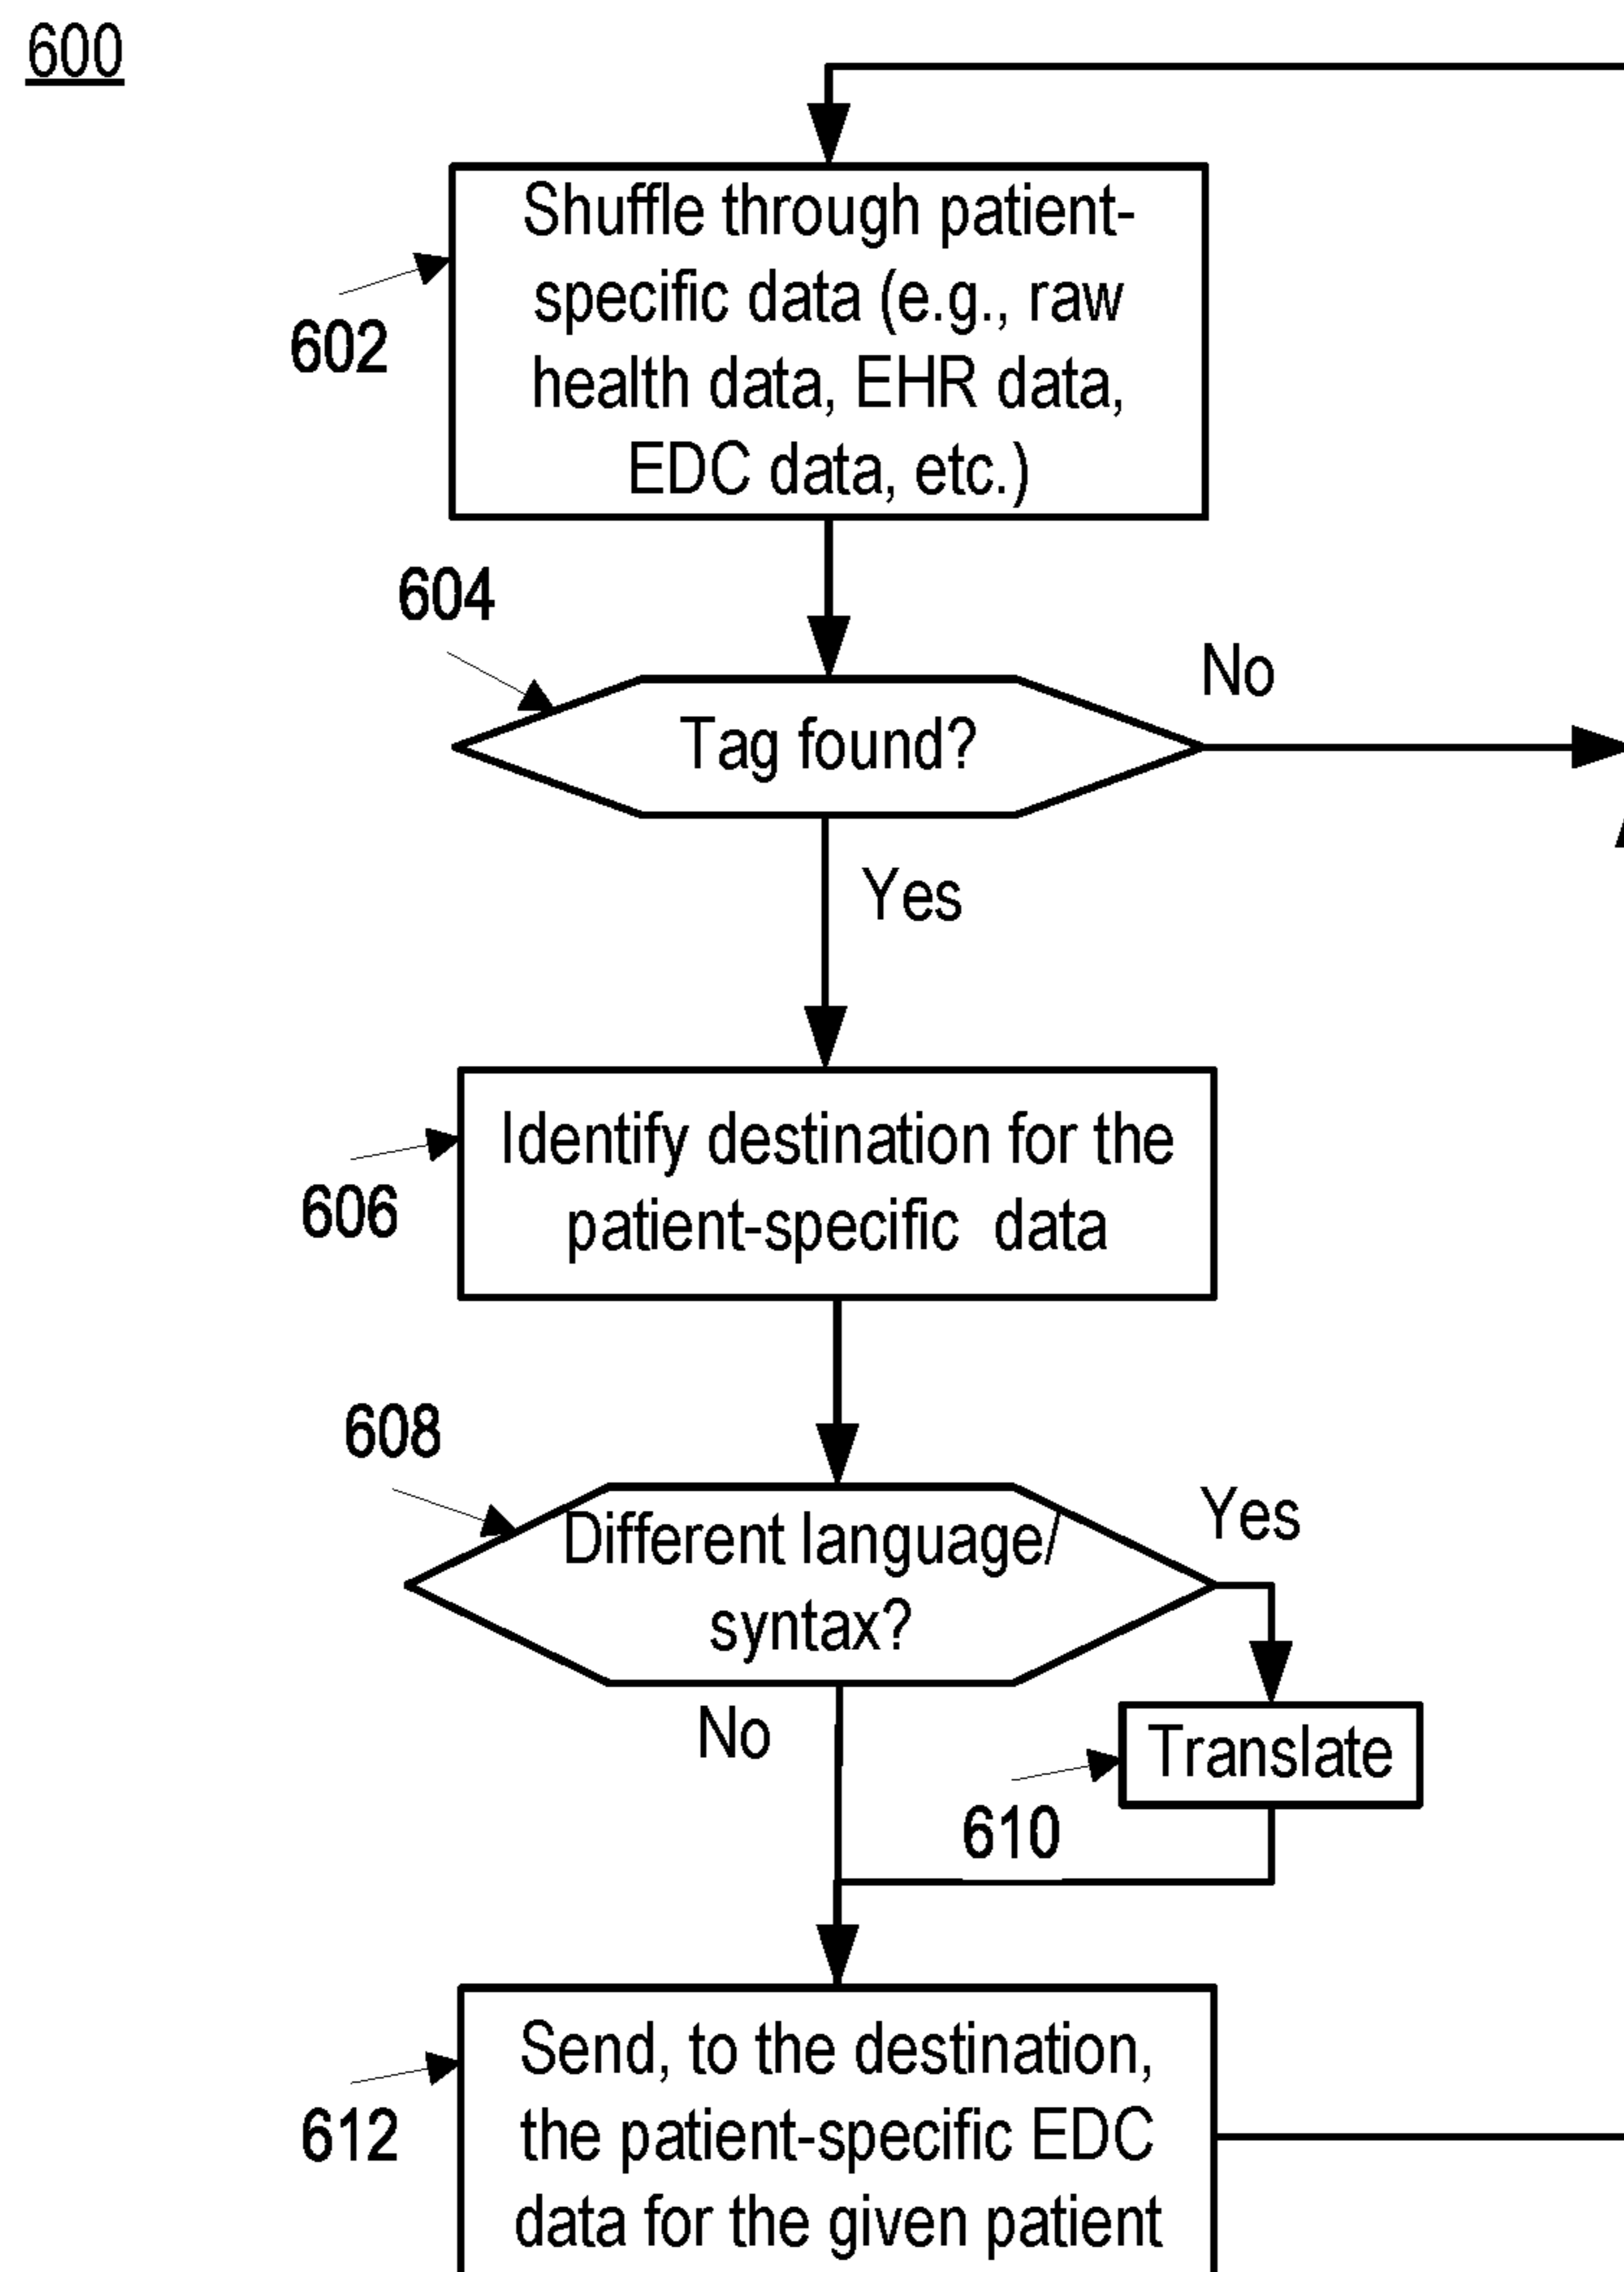 600
Shuffle through patient-
specific data (e.g., raw
health data, EHR data,
EDC data, etc.)
602
604
No
Tag found?
Yes
Identify destination for the
patient-specific data
606
608
Yes
Different language/
syntax?
No
Translate
610
Send, to the destination,
the patient-specific EDC
data for the given patient
612